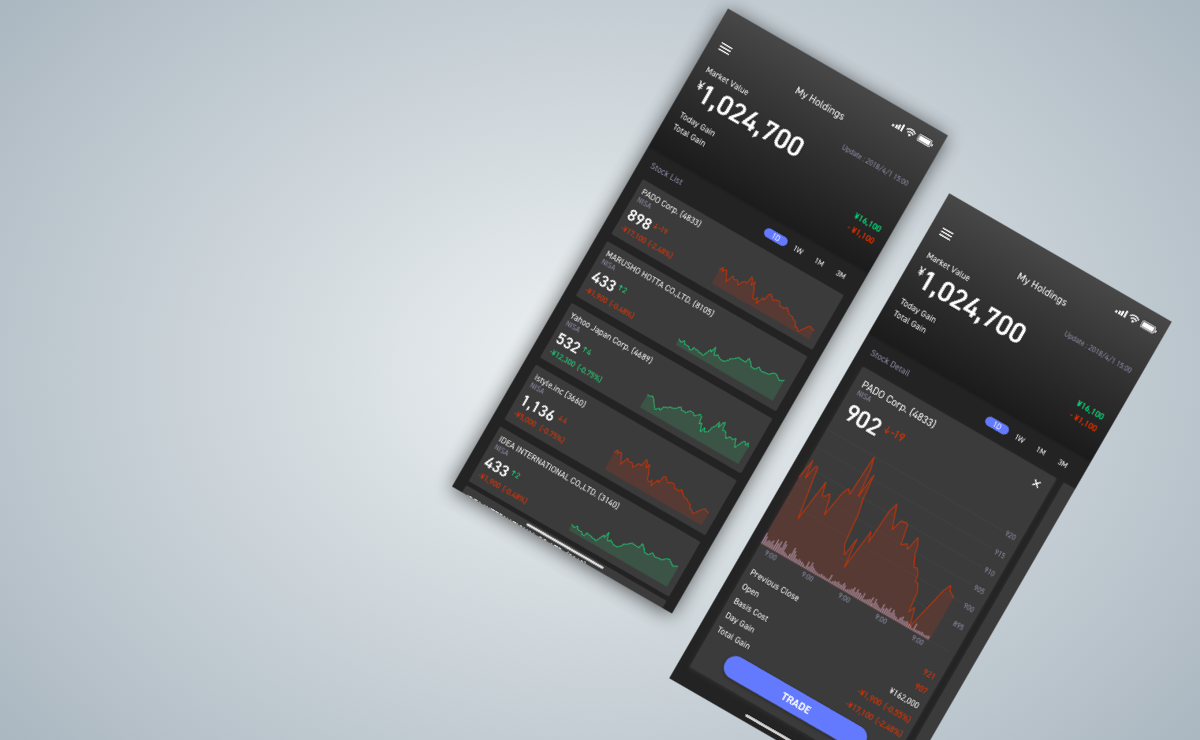 My Holdings
Market Value
¥1,024,700
Update : 2018/4/1 15:00
Today Gain ¥16,100
Total Gain -¥1,100
Stock List
1D 1W 1M 3M
PADO Corp. (4833)
NISA
898 ↓-19
-¥17,100 (-2.48%)
MARUSHO HOTTA CO.,LTD. (8105)
NISA
433 ↑2
-¥1,900 (-0.48%)
Yahoo Japan Corp. (4689)
NISA
532 ↑4
-¥12,300 (-0.75%)
istyle.inc (3660)
NISA
1,136
(-0.75%)
IDEA INTERNATIONAL CO.,LTD. (3140)
NISA
433 ↑2
-¥1,900 (-0.48%)
My Holdings
Market Value
¥1,024,700
Update : 2018/4/1 15:00
Today Gain ¥16,100
Total Gain -¥1,100
Stock Detail
1D 1W 1M 3M
PADO Corp. (4833)
NISA
902 ↓-19
×
920
915
910
905
900
895
9:00 9:00 9:00 9:00 9:00
Previous Close 921
Open 907
Basis Cost ¥162,000
Day Gain -¥1,900 (-0.55%)
Total Gain -¥17,100 (-2.48%)
TRADE